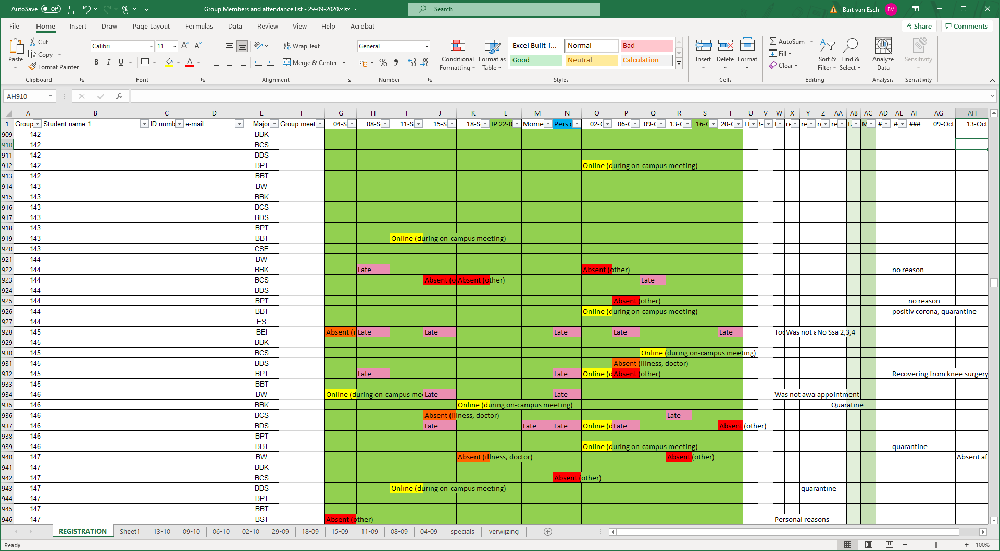 AutoSave Off Group Members and attendance list - 29-09-2020.xlsx Search Bart van Esch BV
File Home Insert Draw Page Layout Formulas Data Review View Help Acrobat Share Comments
Paste Cut Copy Format Painter Clipboard
Calibri 11 B I U A Font
Wrap Text Merge & Center Alignment
General % Number
Conditional Formatting Format as Table Excel Built-i... Normal Bad Good Neutral Calculation Styles
Insert Delete Format Cells
AutoSum Fill Clear Sort & Filter Find & Select Editing
Analyze Data Analysis Sensitivity Sensitivity
AH910 fx
A B C D E F G H I J K L M N O P Q R S T U V W X Y Z AA AB AC AD AE AF AG AH
1 Group Student name 1 ID numb e-mail Major Group meet 04-S 08-S 11-S 15-S 18-S IP 22-0 Mome Pers c 02-C 06-C 09-C 13-C 16-C 20-C ### 09-Oct 13-Oct
909 142 BBK
910 142 BCS
911 142 BDS
912 142 BPT Online (during on-campus meeting)
913 142 BBT
914 143 BW
915 143 BBK
916 143 BCS
917 143 BDS
918 143 BPT
919 143 BBT Online (during on-campus meeting)
920 143 CSE
921 144 BW
922 144 BBK Late Absent (other) no reason
923 144 BCS Absent (o Absent (other) Late
924 144 BDS
925 144 BPT Absent (other) no reason
926 144 BBT Online (during on-campus meeting) positiv corona, quarantine
927 144 ES
928 145 BEI Absent (il Late Late Late Late Late Too Was not a No Ssa 2,3,4
929 145 BBK
930 145 BCS Online (during on-campus meeting)
931 145 BDS Absent (illness, doctor)
932 145 BPT Late Late Online (d Absent (other) Recovering from knee surgery
933 145 BBT
934 146 BW Online (during on-campus mee Late Late Was not awa appointment
935 146 BBK Online (during on-campus meeting) Quaratine
936 146 BCS Absent (illness, doctor) Late
937 146 BDS Late Late Late Online (d Late Absent (other)
938 146 BPT
939 146 BBT Online (during on-campus meeting) quarantine
940 147 BW Absent (illness, doctor) Absent (other) Absent af
941 147 BBK
942 147 BCS Absent (other)
943 147 BDS Online (during on-campus meeting) quarantine
944 147 BPT
945 147 BBT
946 147 BST Absent (other) Personal reasons
REGISTRATION Sheet1 13-10 09-10 06-10 02-10 29-09 18-09 15-09 11-09 08-09 04-09 specials verwijzing
Ready 100%